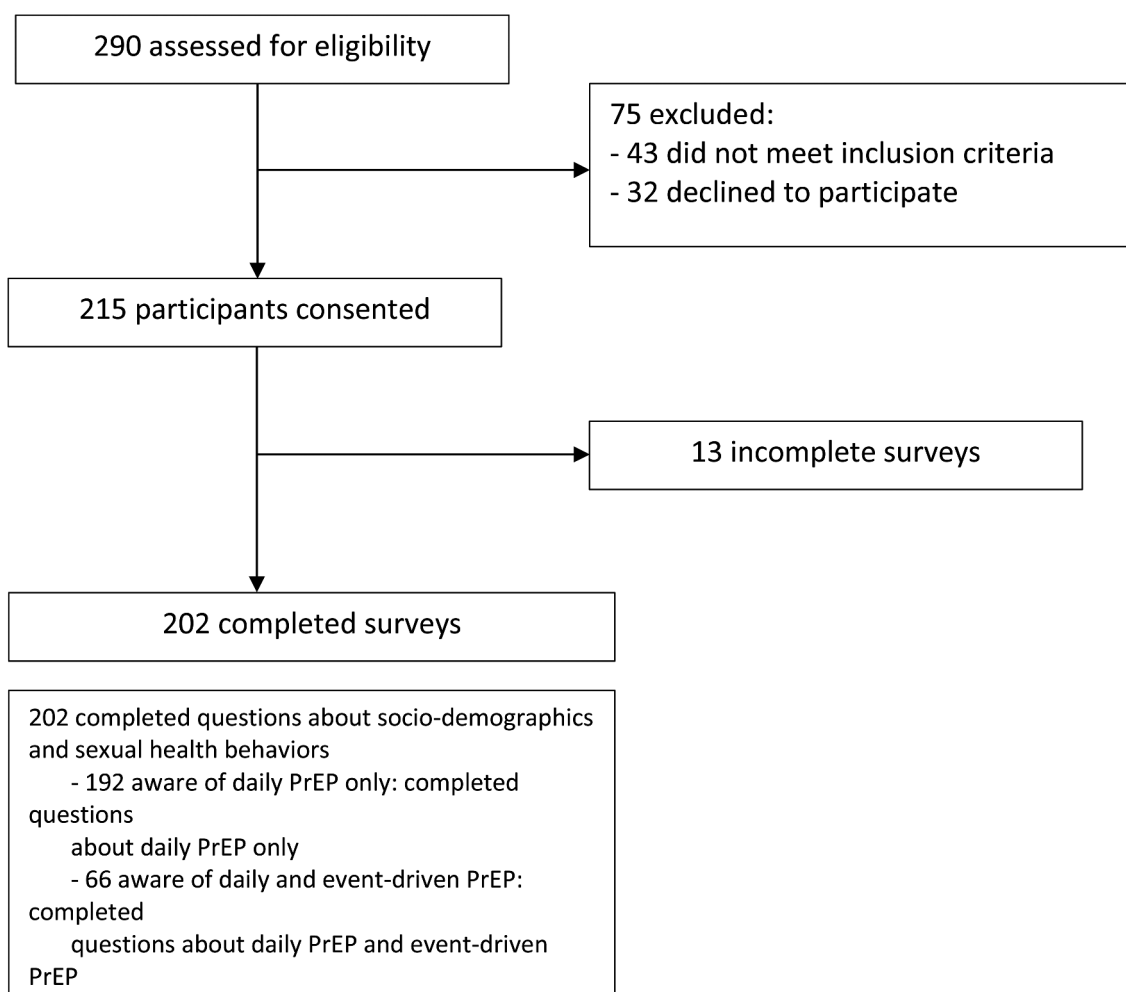 290 assessed for eligibility
75 excluded:
- 43 did not meet inclusion criteria
- 32 declined to participate
215 participants consented
13 incomplete surveys
202 completed surveys
202 completed questions about socio-demographics
and sexual health behaviors
- 192 aware of daily PrEP only: completed
questions
about daily PrEP only
- 66 aware of daily and event-driven PrEP:
completed
questions about daily PrEP and event-driven
PrEP